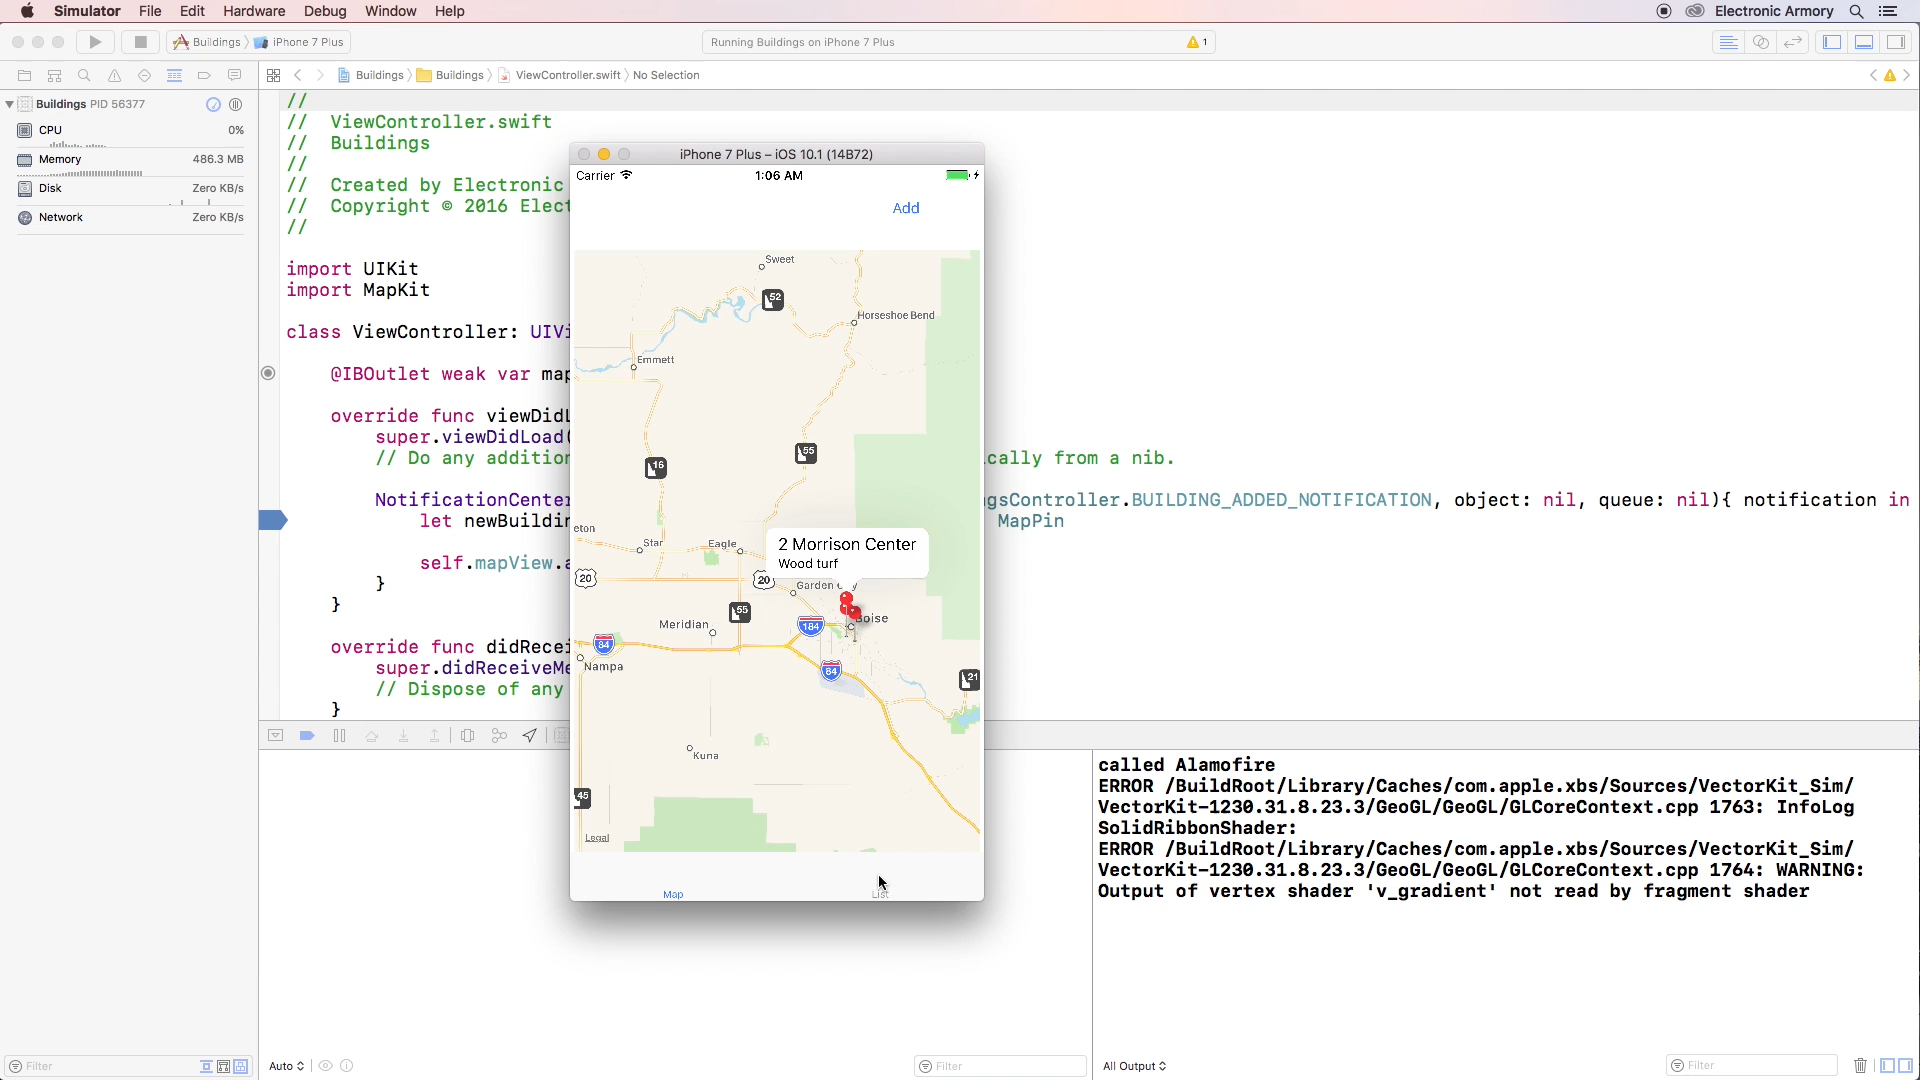 Simulator File Edit Hardware Debug Window Help
Electronic Armory
Buildings iPhone 7 Plus
Running Buildings on iPhone 7 Plus
1
Buildings Buildings ViewController.swift No Selection
Buildings PID 56377
CPU 0%
Memory 486.3 MB
Disk Zero KB/s
Network Zero KB/s
//
// ViewController.swift
// Buildings
//
// Created by Electronic
// Copyright © 2016 Elect
//
import UIKit
import MapKit
class ViewController: UIVi
@IBOutlet weak var map
override func viewDidL
super.viewDidLoad(
// Do any addition
cally from a nib.
NotificationCenter
gsController.BUILDING_ADDED_NOTIFICATION, object: nil, queue: nil){ notification in
let newBuildin
MapPin
self.mapView.a
}
}
override func didRecei
super.didReceiveMe
// Dispose of any
}
iPhone 7 Plus – iOS 10.1 (14B72)
Carrier 1:06 AM
Add
Sweet
52
Horseshoe Bend
Emmett
55
16
eton
Star
Eagle
2 Morrison Center
Wood turf
20
20
Garden C y
55
184
Boise
Meridian
84
Nampa
84
21
Kuna
45
Legal
Map
List
called Alamofire
ERROR /BuildRoot/Library/Caches/com.apple.xbs/Sources/VectorKit_Sim/
VectorKit-1230.31.8.23.3/GeoGL/GeoGL/GLCoreContext.cpp 1763: InfoLog
SolidRibbonShader:
ERROR /BuildRoot/Library/Caches/com.apple.xbs/Sources/VectorKit_Sim/
VectorKit-1230.31.8.23.3/GeoGL/GeoGL/GLCoreContext.cpp 1764: WARNING:
Output of vertex shader 'v_gradient' not read by fragment shader
Filter
Auto
Filter
All Output
Filter